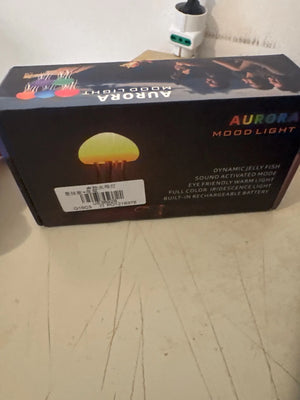 AURORA
MOOD LIGHT
AURORA
MOOD LIGHT
DYNAMIC JELLY FISH
SOUND ACTIVATED MODE
EYE FRIENDLY WARM LIGHT
FULL COLOR IRIDESCENCE LIGHT
BUILT-IN RECHARGEABLE BATTERY